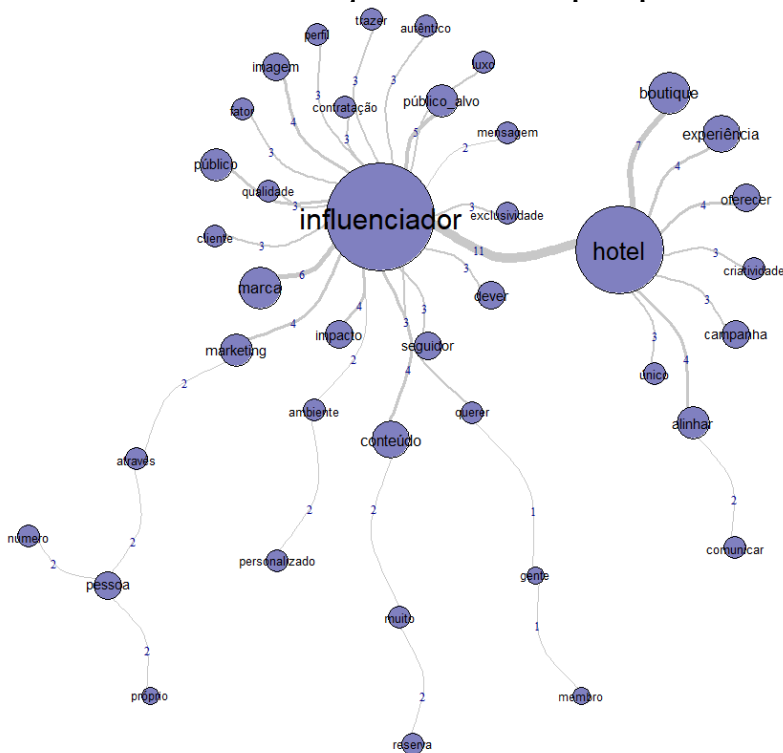 trazer
perfil
autêntico
imagem
luxo
boutique
público_alvo
contratação
fator
3
3
3
5
4
3
mensagem
2
experiência
7
público
3
qualidade
3
4
oferecer
4
influenciador
3
exclusividade
cliente
3
11
hotel
3
criatividade
marca
6
3
dever
4
marketing
4
impacto
3
3
seguidor
3
campanha
2
3
único
4
4
2
ambiente
querer
alinhar
conteúdo
através
2
1
2
2
comunicar
número
2
2
personalizado
gente
pessoa
muito
1
2
próprio
membro
2
reserva